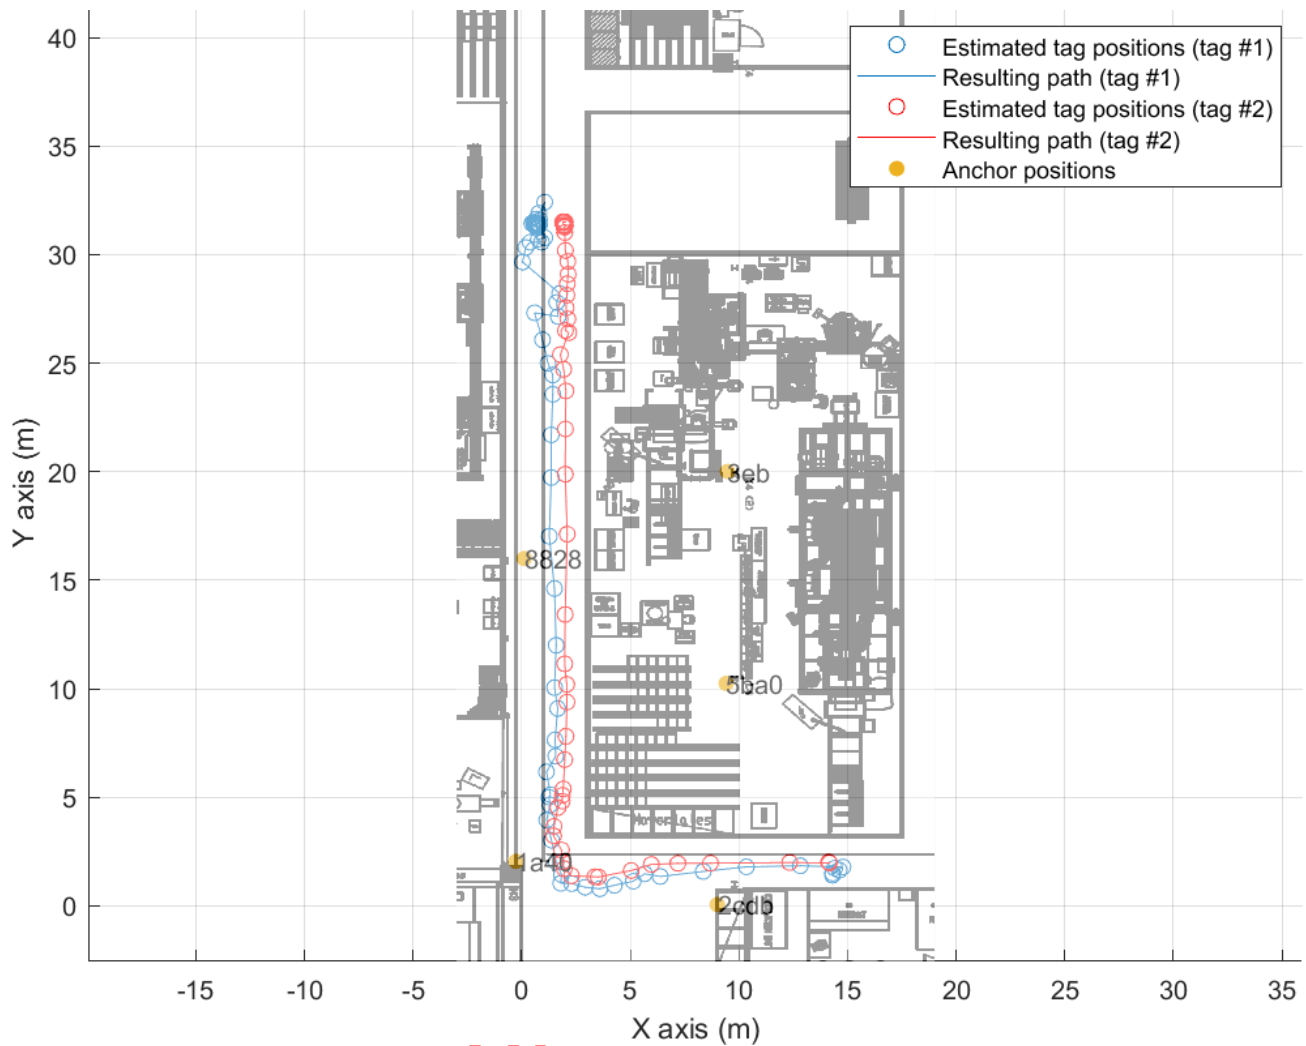 Estimated tag positions (tag #1)
Resulting path (tag #1)
Estimated tag positions (tag #2)
Resulting path (tag #2)
Anchor positions
40
35
30
25
20
15
10
5
0
Y axis (m)
3eb
8828
5ba0
1a40
2cdb
-15
-10
-5
0
5
10
15
20
25
30
35
X axis (m)